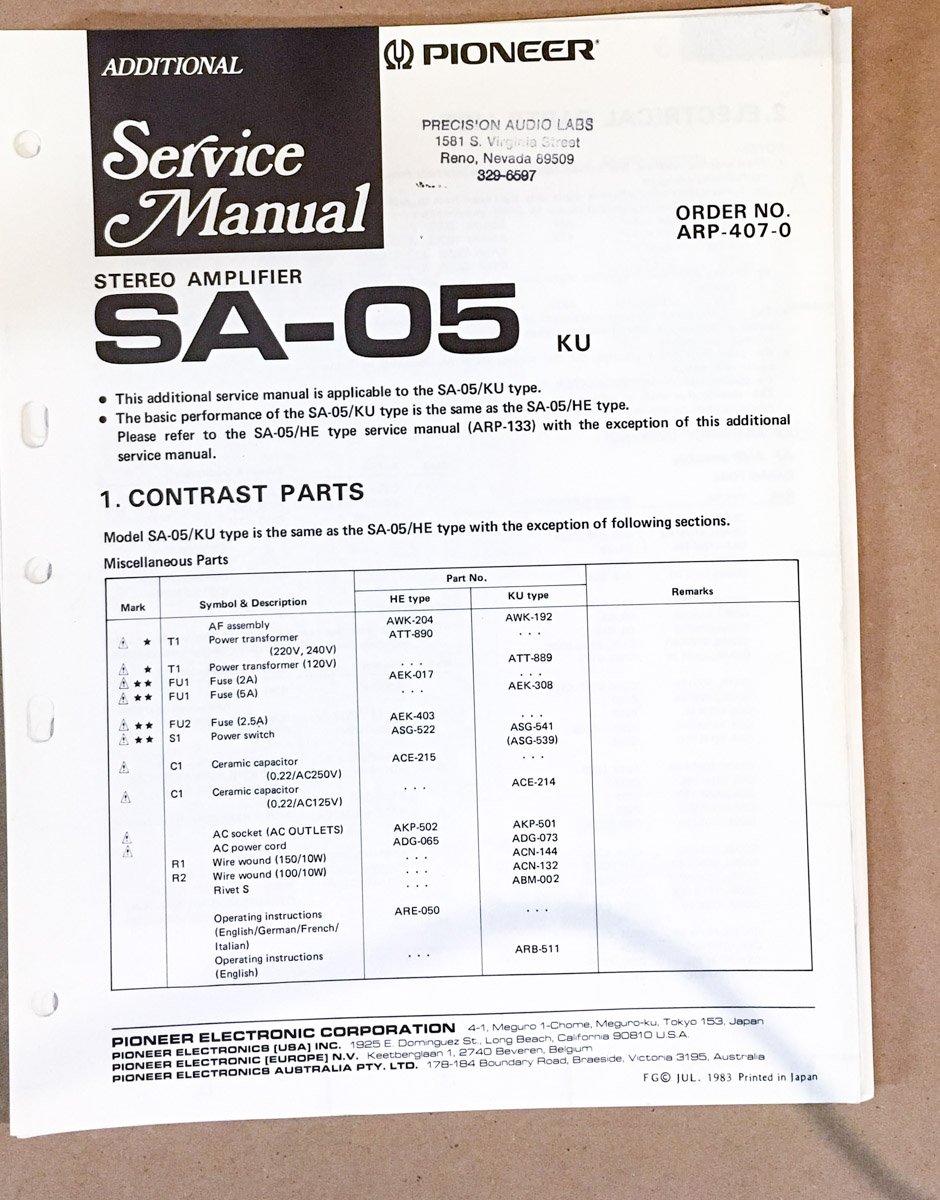 ADDITIONAL
Service
Manual
PIONEER®
PRECISION AUDIO LABS
1581 S. Virginia Street
Reno, Nevada 89509
329-6597
ORDER NO.
ARP-407-0
STEREO AMPLIFIER
SA-05 KU
● This additional service manual is applicable to the SA-05/KU type.
● The basic performance of the SA-05/KU type is the same as the SA-05/HE type.
Please refer to the SA-05/HE type service manual (ARP-133) with the exception of this additional
service manual.
1. CONTRAST PARTS
Model SA-05/KU type is the same as the SA-05/HE type with the exception of following sections.
Miscellaneous Parts
Mark Symbol & Description Part No. Remarks
HE type KU type
AF assembly AWK-204 AWK-192
⚠ ★ T1 Power transformer ATT-890 . . .
(220V, 240V)
⚠ ★ T1 Power transformer (120V) . . . ATT-889
⚠ ★★ FU1 Fuse (2A) AEK-017 . . .
⚠ ★★ FU1 Fuse (5A) . . . AEK-308
⚠ ★★ FU2 Fuse (2.5A) AEK-403 . . .
⚠ ★★ S1 Power switch ASG-522 ASG-541
(ASG-539)
⚠ C1 Ceramic capacitor ACE-215 . . .
(0.22/AC250V)
⚠ C1 Ceramic capacitor . . . ACE-214
(0.22/AC125V)
⚠ AC socket (AC OUTLETS) AKP-502 AKP-501
⚠ AC power cord ADG-065 ADG-073
R1 Wire wound (150/10W) . . . ACN-144
R2 Wire wound (100/10W) . . . ACN-132
Rivet S . . . ABM-002
Operating instructions ARE-050 . . .
(English/German/French/
Italian)
Operating instructions . . . ARB-511
(English)
PIONEER ELECTRONIC CORPORATION 4-1, Meguro 1-Chome, Meguro-ku, Tokyo 153, Japan
PIONEER ELECTRONICS [USA] INC. 1925 E. Dominguez St., Long Beach, California 90810 U.S.A.
PIONEER ELECTRONIC [EUROPE] N.V. Keetberglaan 1, 2740 Beveren, Belgium
PIONEER ELECTRONICS AUSTRALIA PTY. LTD. 178-184 Boundary Road, Braeside, Victoria 3195, Australia
FG © JUL. 1983 Printed in Japan